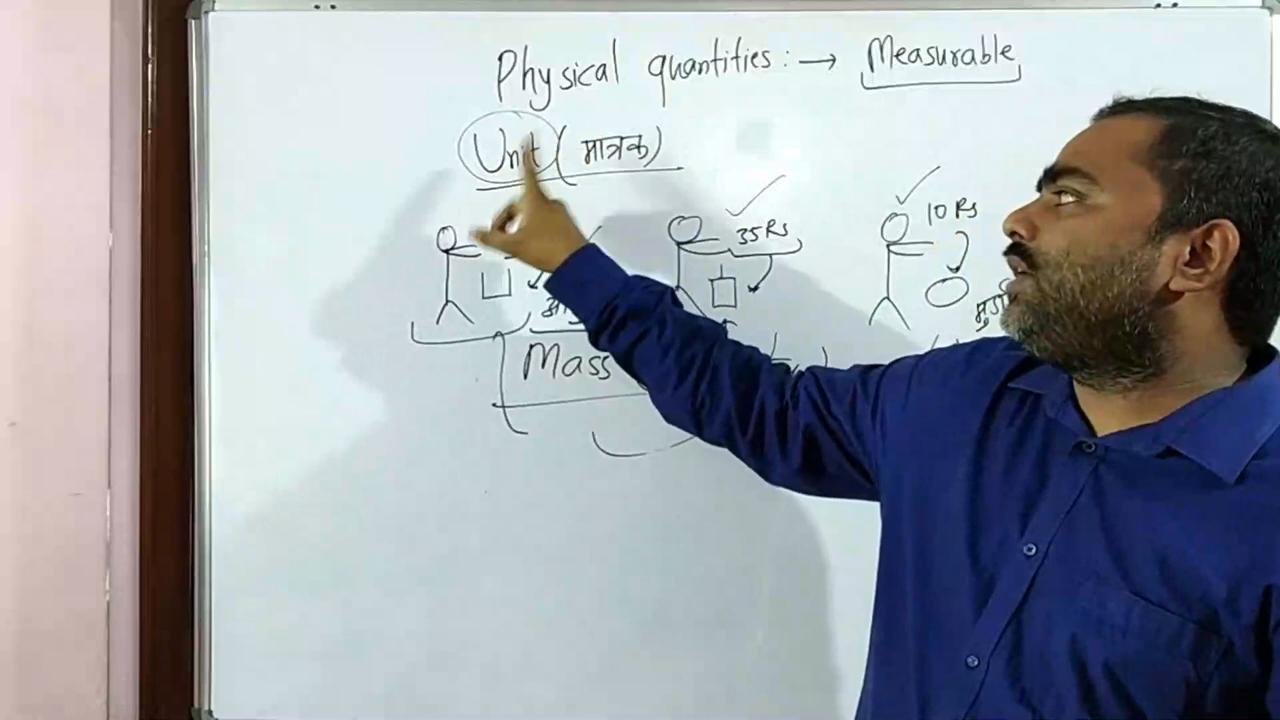 Physical quantities : → Measurable
Unit (मात्रक)
35 Rs
10 Rs
Mass